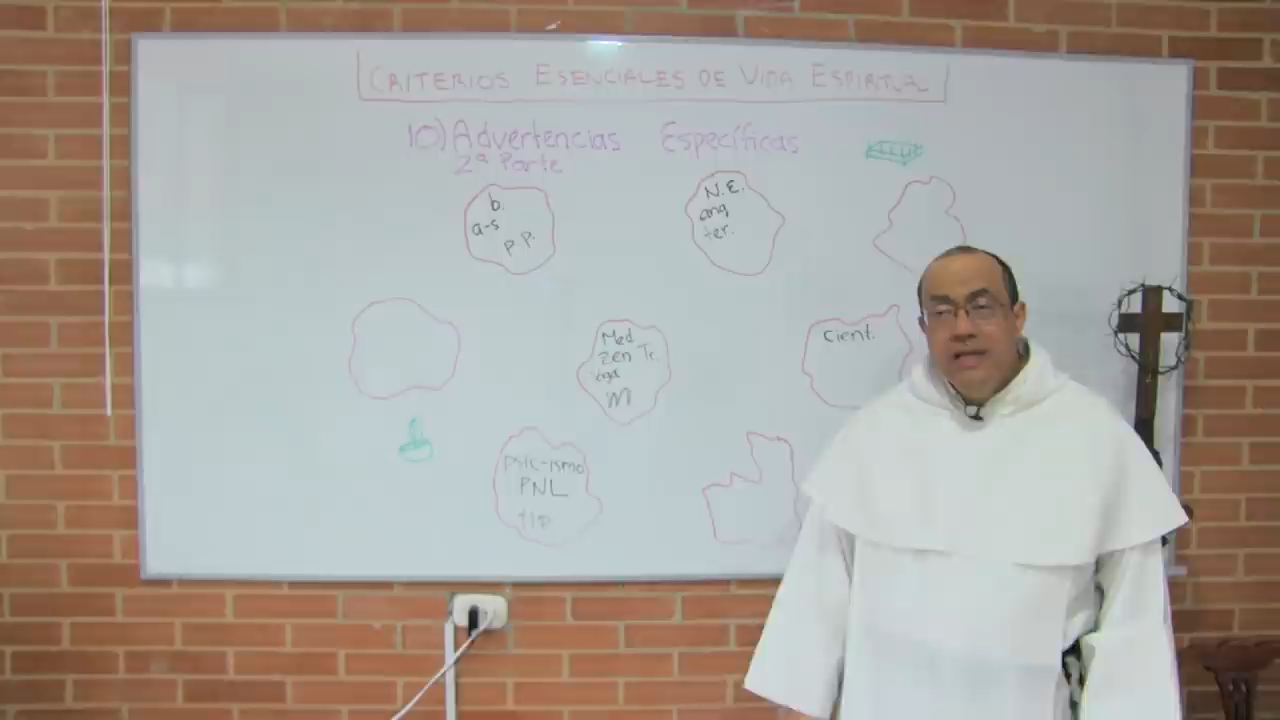 CRITERIOS ESENCIALES DE VIDA ESPIRITUAL
10) Advertencias Específicas
2ª Parte
b.
a-s
P.P.
N.E.
ang
ter.
Med
zen Tr.
oga
M
Cient.
psic-ismo
PNL